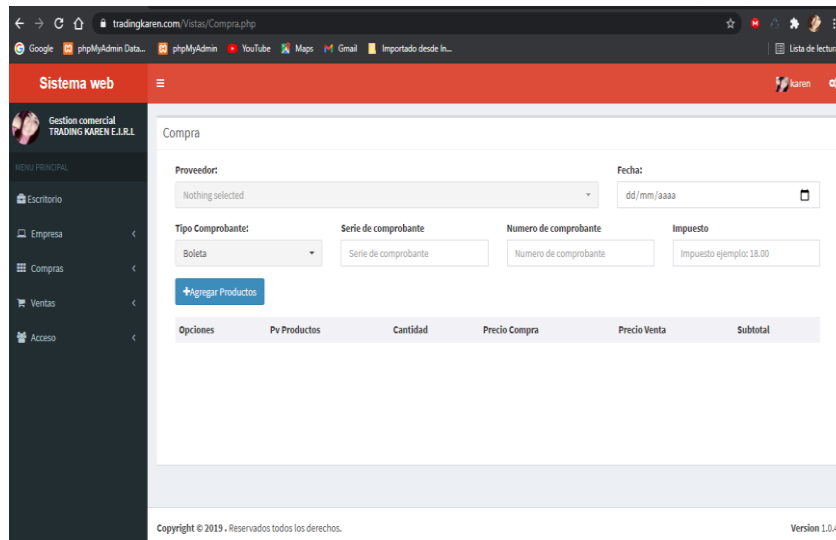 tradingkaren.com/Vistas/Compra.php
Google phpMyAdmin Data... phpMyAdmin YouTube Maps Gmail Importado desde In... Lista de lectura
Sistema web karen
Gestion comercial
TRADING KAREN E.I.R.L
MENU PRINCIPAL
Escritorio
Empresa
Compras
Ventas
Acceso
Compra
Proveedor: Fecha:
Nothing selected dd/mm/aaaa
Tipo Comprobante: Serie de comprobante Numero de comprobante Impuesto
Boleta Serie de comprobante Numero de comprobante Impuesto ejemplo: 18.00
+Agregar Productos
Opciones Pv Productos Cantidad Precio Compra Precio Venta Subtotal
Copyright © 2019 . Reservados todos los derechos. Version 1.0.4